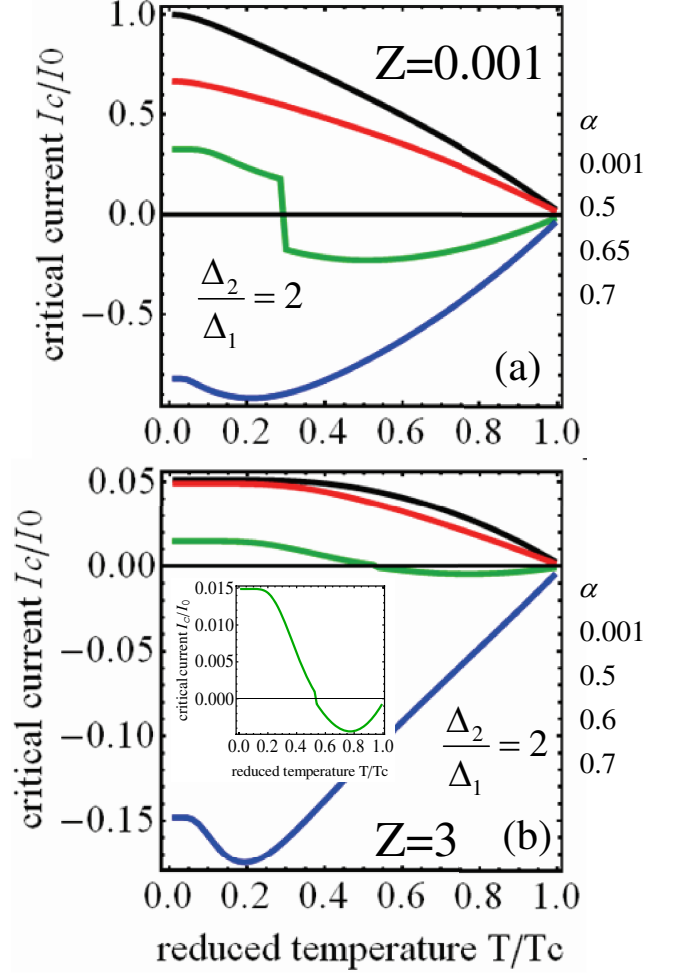 1.0
Z=0.001
0.5
0.0
−0.5
critical current Ic/I0
Δ2/Δ1 = 2
(a)
0.0 0.2 0.4 0.6 0.8 1.0
α
0.001
0.5
0.65
0.7
0.05
0.00
−0.05
−0.10
−0.15
critical current Ic/I0
0.015
0.010
0.005
0.000
critical current Ic/I0
0.0 0.2 0.4 0.6 0.8 1.0
reduced temperature T/Tc
Δ2/Δ1 = 2
Z=3
(b)
α
0.001
0.5
0.6
0.7
0.0 0.2 0.4 0.6 0.8 1.0
reduced temperature T/Tc